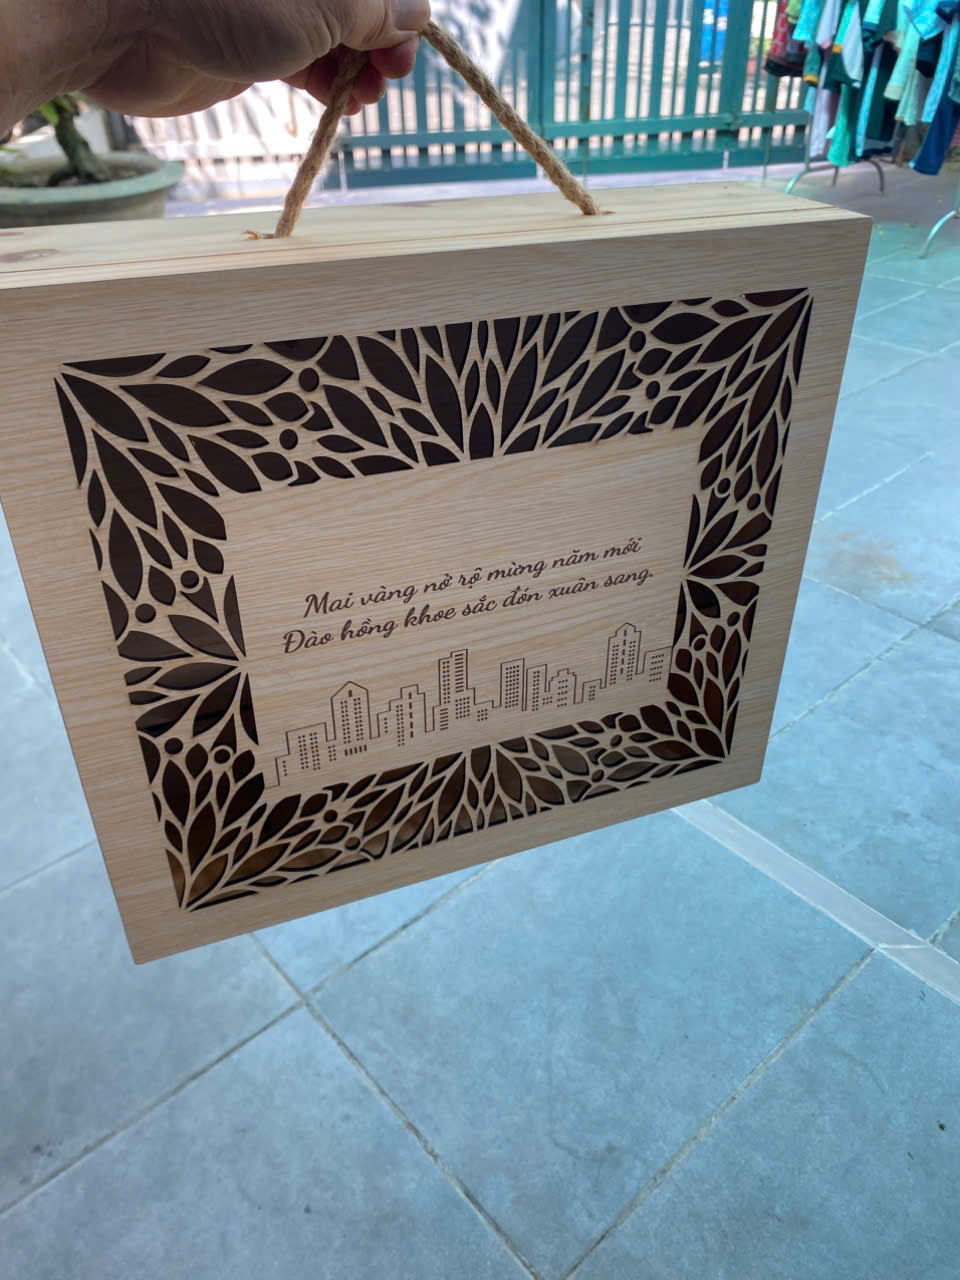 Mai vàng nở rộ mừng năm mới
Đào hồng khoe sắc đón xuân sang.